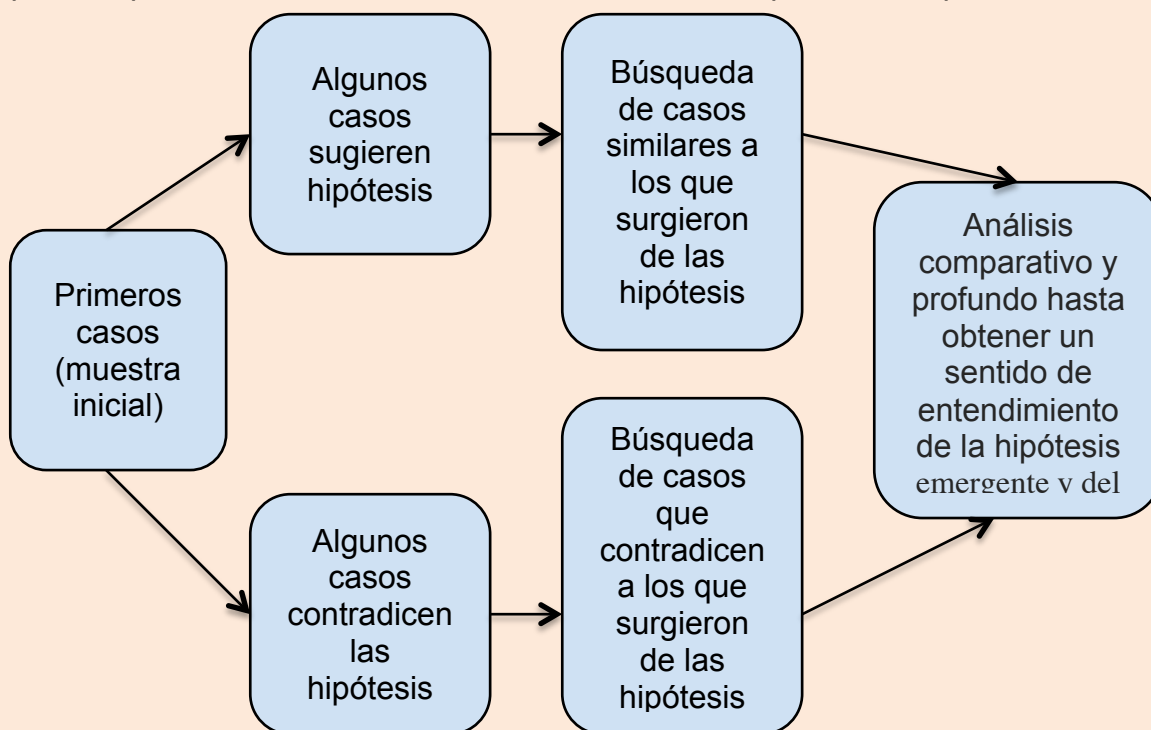 Primeros
casos
(muestra
inicial)
Algunos
casos
sugieren
hipótesis
Búsqueda
de casos
similares a
los que
surgieron
de las
hipótesis
Algunos
casos
contradicen
las
hipótesis
Búsqueda
de casos
que
contradicen
a los que
surgieron
de las
hipótesis
Análisis
comparativo y
profundo hasta
obtener un
sentido de
entendimiento
de la hipótesis
emergente y del